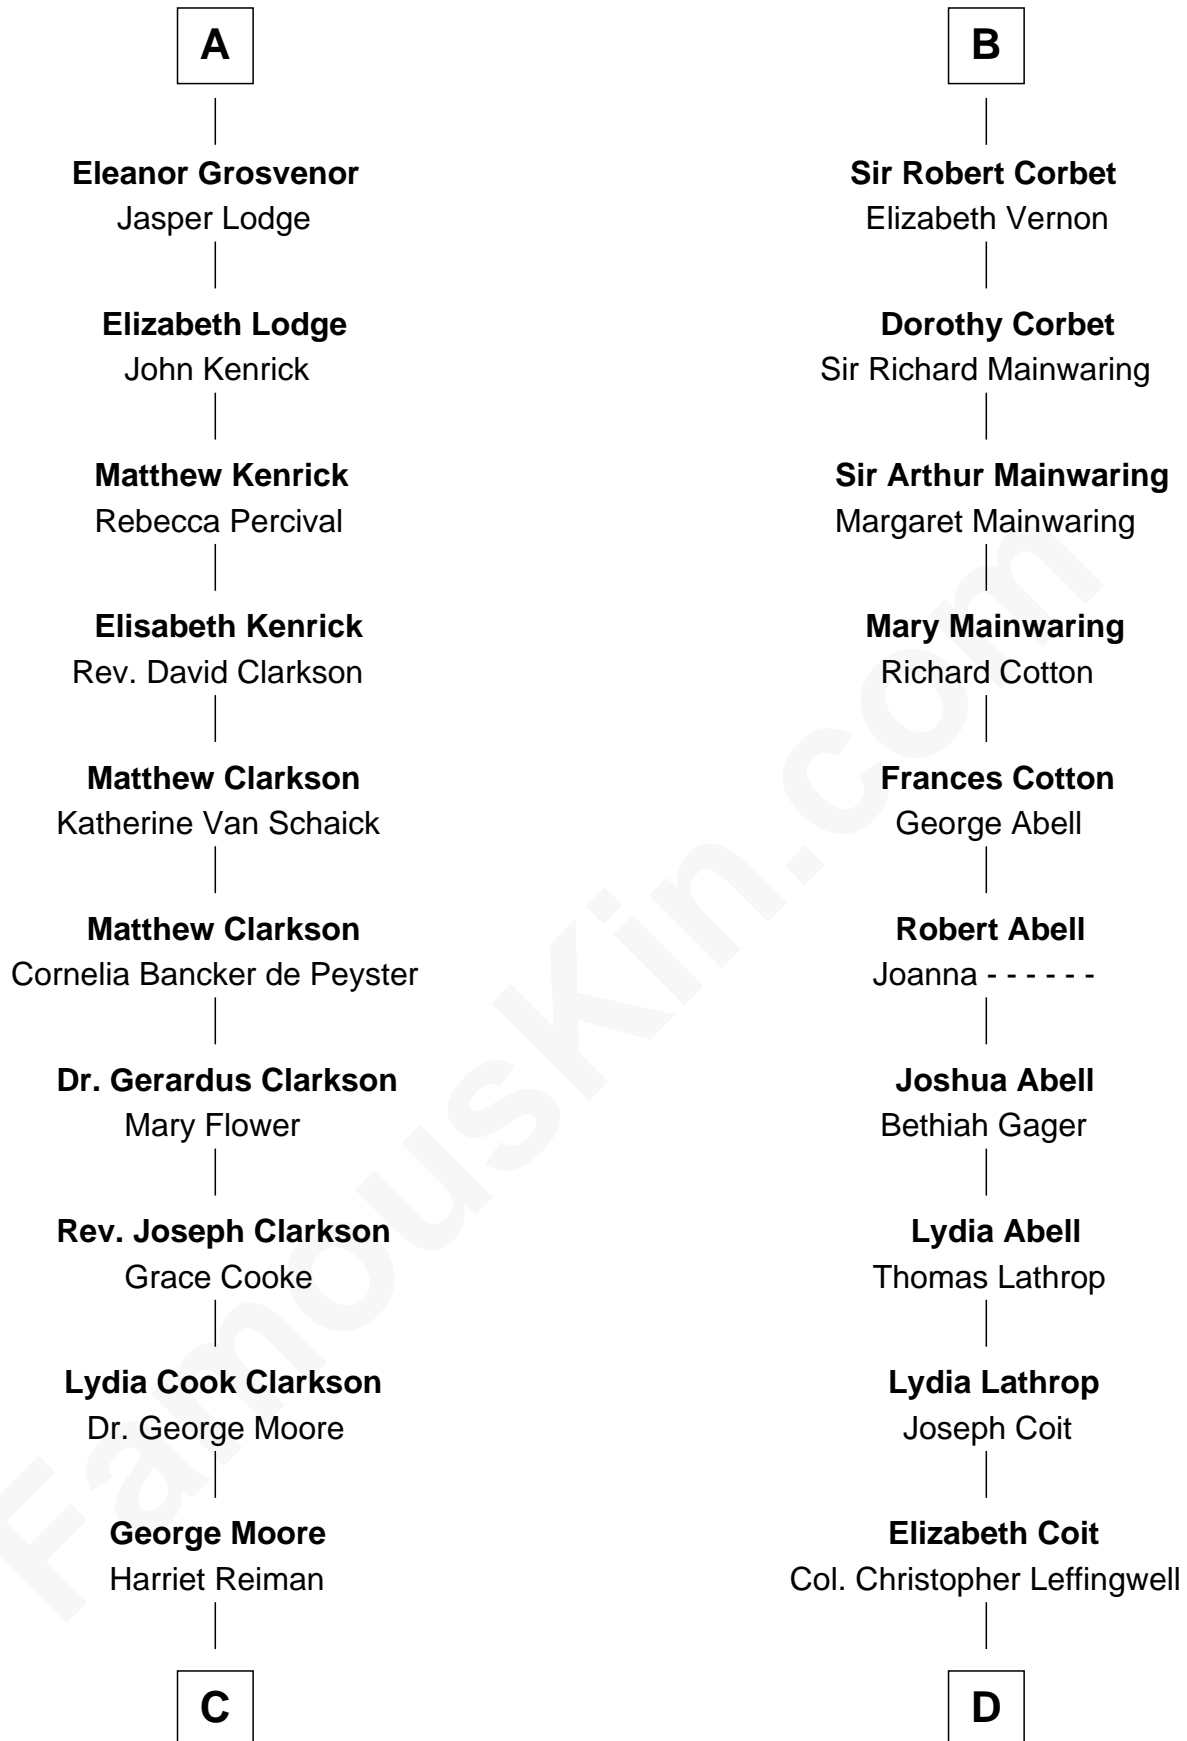 A
Eleanor Grosvenor
Jasper Lodge
Elizabeth Lodge
John Kenrick
Matthew Kenrick
Rebecca Percival
Elisabeth Kenrick
Rev. David Clarkson
Matthew Clarkson
Katherine Van Schaick
Matthew Clarkson
Cornelia Bancker de Peyster
Dr. Gerardus Clarkson
Mary Flower
Rev. Joseph Clarkson
Grace Cooke
Lydia Cook Clarkson
Dr. George Moore
George Moore
Harriet Reiman
C
B
Sir Robert Corbet
Elizabeth Vernon
Dorothy Corbet
Sir Richard Mainwaring
Sir Arthur Mainwaring
Margaret Mainwaring
Mary Mainwaring
Richard Cotton
Frances Cotton
George Abell
Robert Abell
Joanna - - - - - -
Joshua Abell
Bethiah Gager
Lydia Abell
Thomas Lathrop
Lydia Lathrop
Joseph Coit
Elizabeth Coit
Col. Christopher Leffingwell
D
FamousKin.com